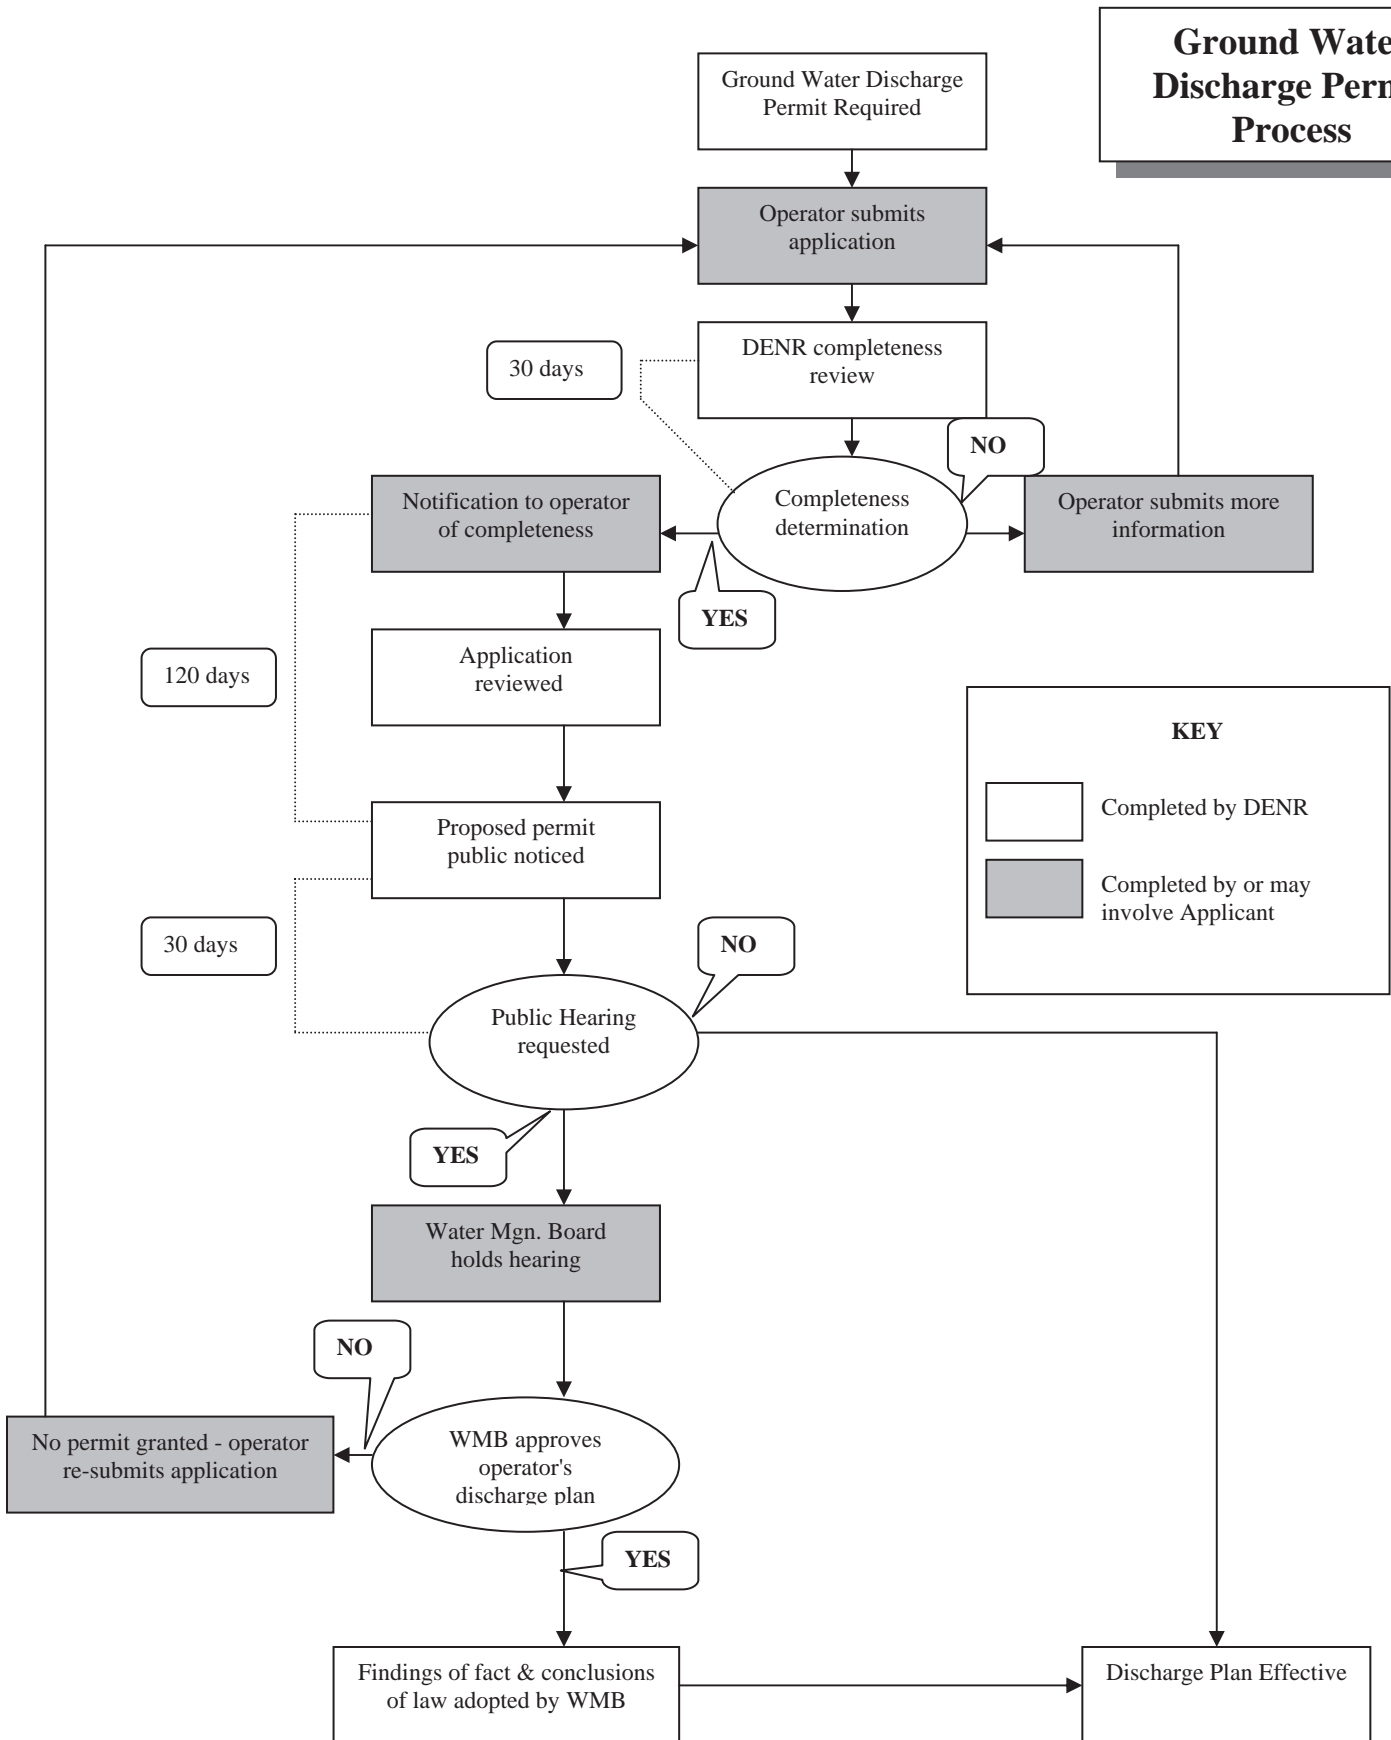 Ground Wate
Discharge Perm
Process
Ground Water Discharge
Permit Required
Operator submits
application
DENR completeness
review
30 days
NO
Completeness
determination
Notification to operator
of completeness
Operator submits more
information
YES
Application
reviewed
120 days
KEY
Completed by DENR
Completed by or may
involve Applicant
Proposed permit
public noticed
30 days
NO
Public Hearing
requested
YES
Water Mgn. Board
holds hearing
NO
No permit granted - operator
re-submits application
WMB approves
operator's
discharge plan
YES
Findings of fact & conclusions
of law adopted by WMB
Discharge Plan Effective